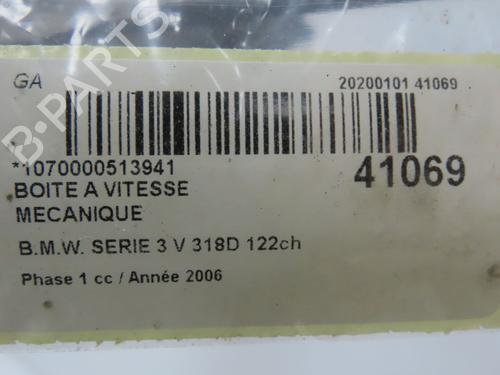 GA
20200101 41069
*1070000513941
41069
BOITE A VITESSE
MECANIQUE
B.M.W. SERIE 3 V 318D 122ch
Phase 1 cc / Année 2006
B-PARTS